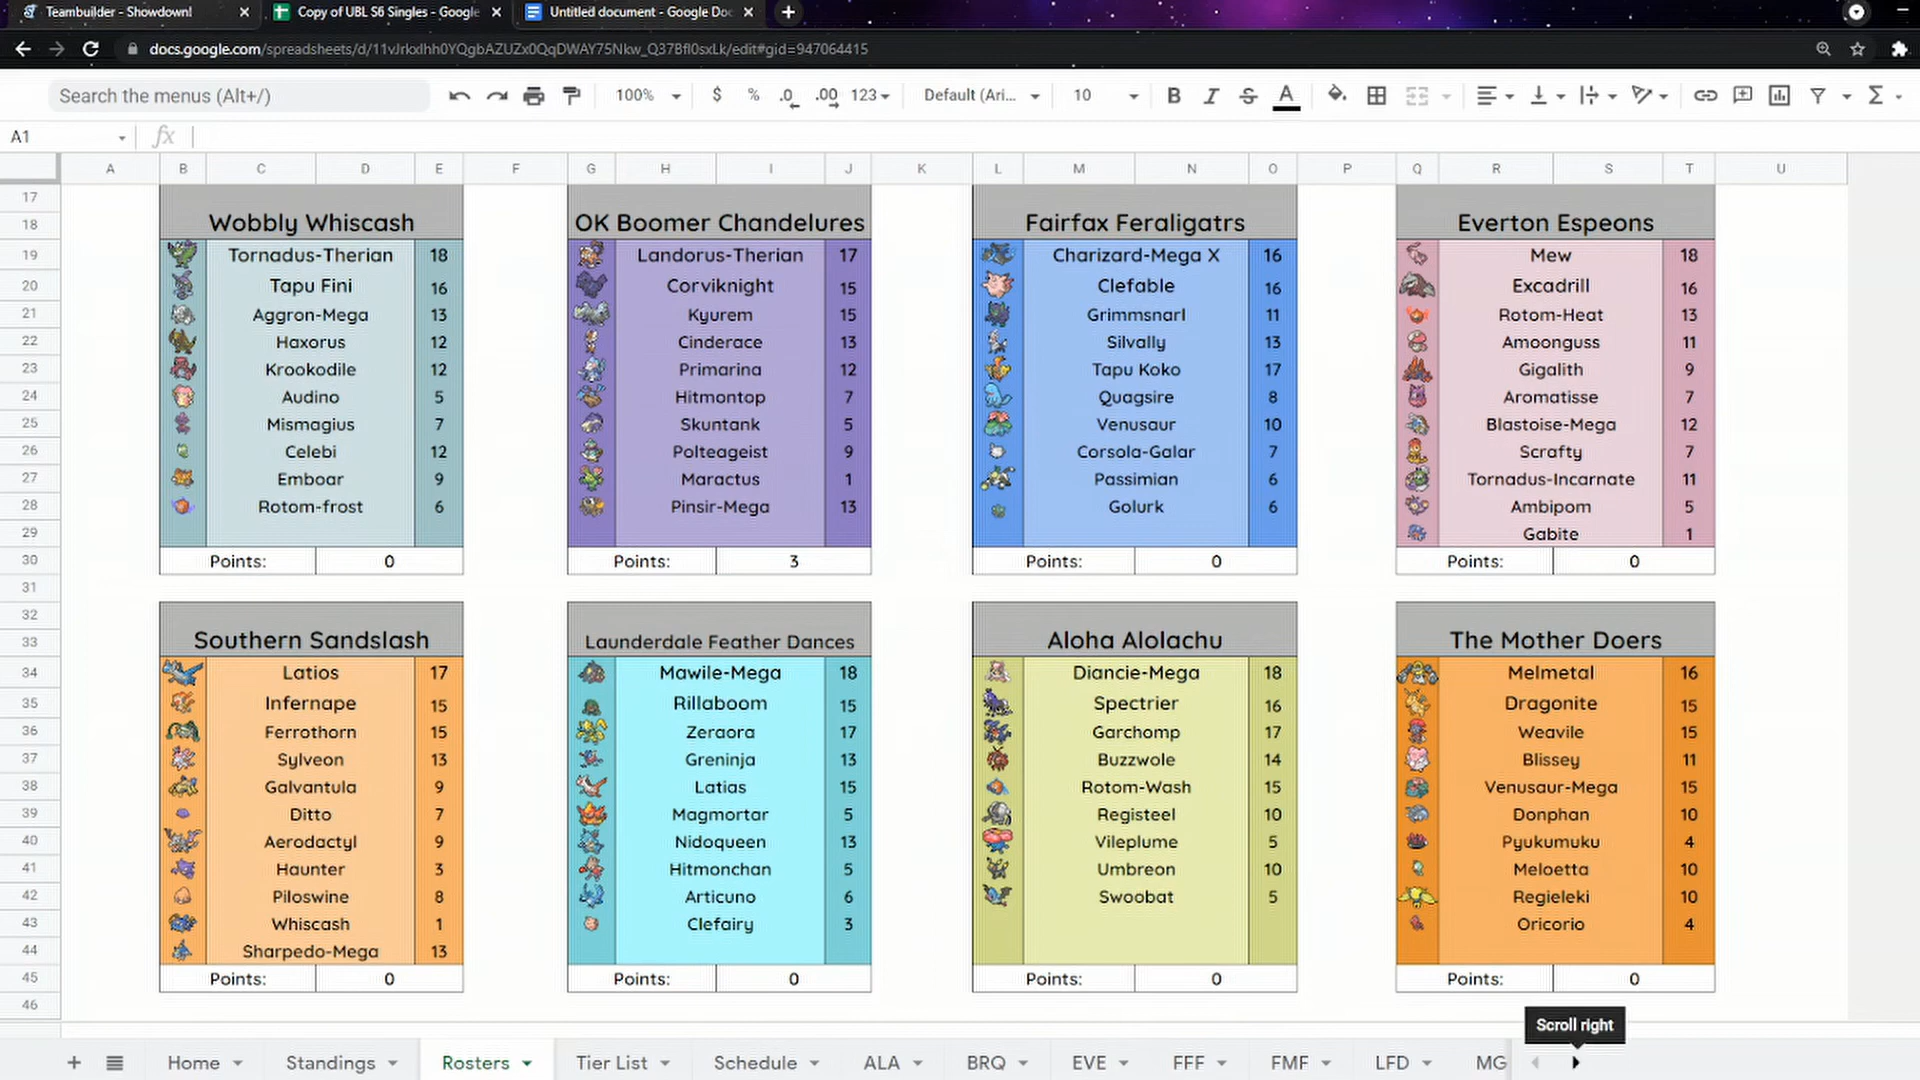 Teambuilder - Showdown!
Copy of UBL S6 Singles - Google
Untitled document - Google Doc
docs.google.com/spreadsheets/d/11vJrkxlhh0YQgbAZUZx0QqDWAY75Nkw_Q37Bfl0sxLk/edit#gid=947064415
Search the menus (Alt+/)
100%
$ % .0 .00 123
Default (Ari...
10
B I S A
A1
fx
A B C D E F G H I J K L M N O P Q R S T U
17
18 Wobbly Whiscash OK Boomer Chandelures Fairfax Feraligatrs Everton Espeons
19 Tornadus-Therian 18 Landorus-Therian 17 Charizard-Mega X 16 Mew 18
20 Tapu Fini 16 Corviknight 15 Clefable 16 Excadrill 16
21 Aggron-Mega 13 Kyurem 15 Grimmsnarl 11 Rotom-Heat 13
22 Haxorus 12 Cinderace 13 Silvally 13 Amoonguss 11
23 Krookodile 12 Primarina 12 Tapu Koko 17 Gigalith 9
24 Audino 5 Hitmontop 7 Quagsire 8 Aromatisse 7
25 Mismagius 7 Skuntank 5 Venusaur 10 Blastoise-Mega 12
26 Celebi 12 Polteageist 9 Corsola-Galar 7 Scrafty 7
27 Emboar 9 Maractus 1 Passimian 6 Tornadus-Incarnate 11
28 Rotom-frost 6 Pinsir-Mega 13 Golurk 6 Ambipom 5
29 Gabite 1
30 Points: 0 Points: 3 Points: 0 Points: 0
31
32
33 Southern Sandslash Launderdale Feather Dances Aloha Alolachu The Mother Doers
34 Latios 17 Mawile-Mega 18 Diancie-Mega 18 Melmetal 16
35 Infernape 15 Rillaboom 15 Spectrier 16 Dragonite 15
36 Ferrothorn 15 Zeraora 17 Garchomp 17 Weavile 15
37 Sylveon 13 Greninja 13 Buzzwole 14 Blissey 11
38 Galvantula 9 Latias 15 Rotom-Wash 15 Venusaur-Mega 15
39 Ditto 7 Magmortar 5 Registeel 10 Donphan 10
40 Aerodactyl 9 Nidoqueen 13 Vileplume 5 Pyukumuku 4
41 Haunter 3 Hitmonchan 5 Umbreon 10 Meloetta 10
42 Piloswine 8 Articuno 6 Swoobat 5 Regieleki 10
43 Whiscash 1 Clefairy 3 Oricorio 4
44 Sharpedo-Mega 13
45 Points: 0 Points: 0 Points: 0 Points: 0
46
Scroll right
Home Standings Rosters Tier List Schedule ALA BRQ EVE FFF FMF LFD MG